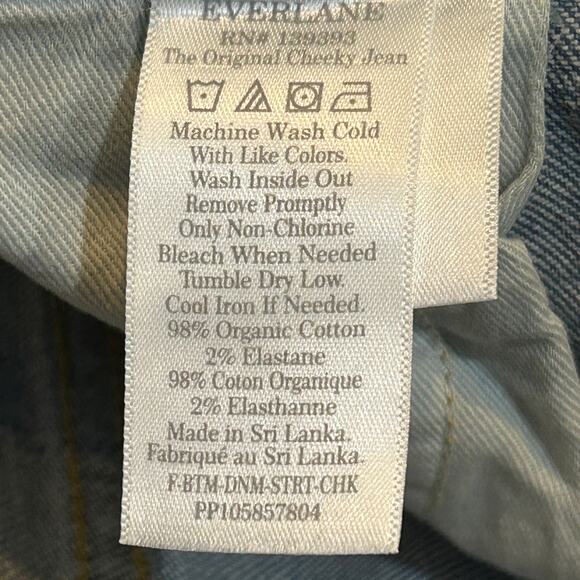 EVERLANE
RN# 139393
The Original Cheeky Jean
Machine Wash Cold
With Like Colors.
Wash Inside Out
Remove Promptly
Only Non-Chlorine
Bleach When Needed
Tumble Dry Low.
Cool Iron If Needed.
98% Organic Cotton
2% Elastane
98% Coton Organique
2% Elasthanne
Made in Sri Lanka.
Fabriqué au Sri Lanka.
F-BTM-DNM-STRT-CHK
PP105857804